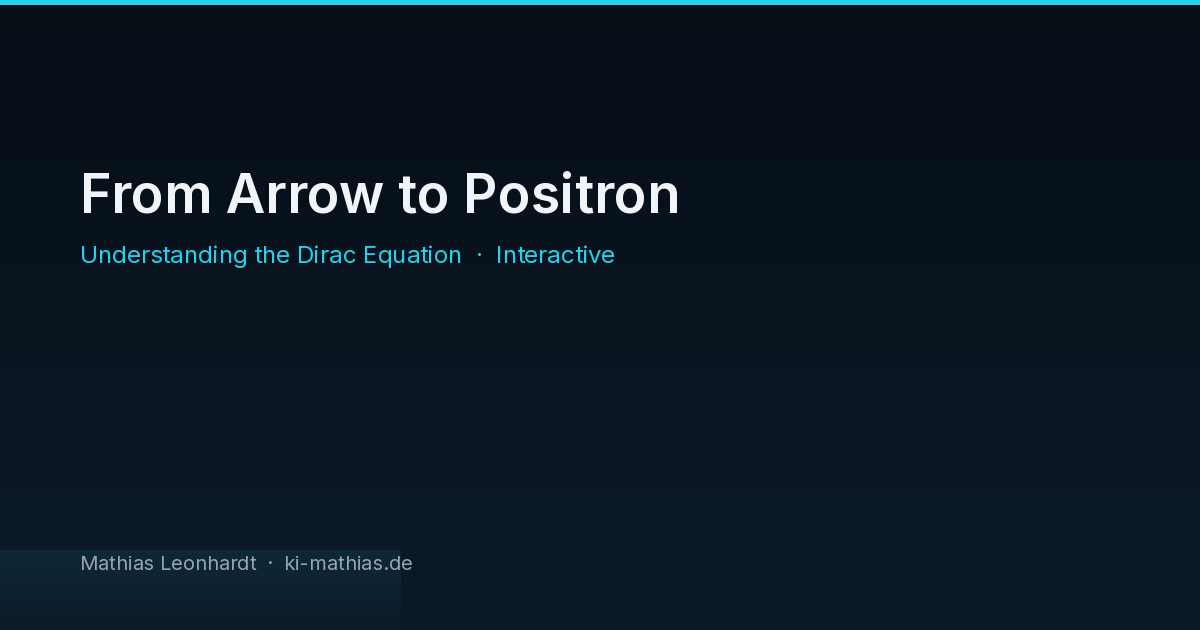 From Arrow to Positron
Understanding the Dirac Equation · Interactive
Mathias Leonhardt · ki-mathias.de